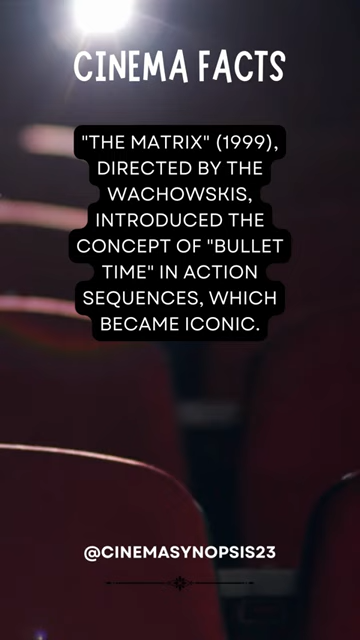 CINEMA FACTS
"THE MATRIX" (1999),
DIRECTED BY THE
WACHOWSKIS,
INTRODUCED THE
CONCEPT OF "BULLET
TIME" IN ACTION
SEQUENCES, WHICH
BECAME ICONIC.
@CINEMASYNOPSIS23